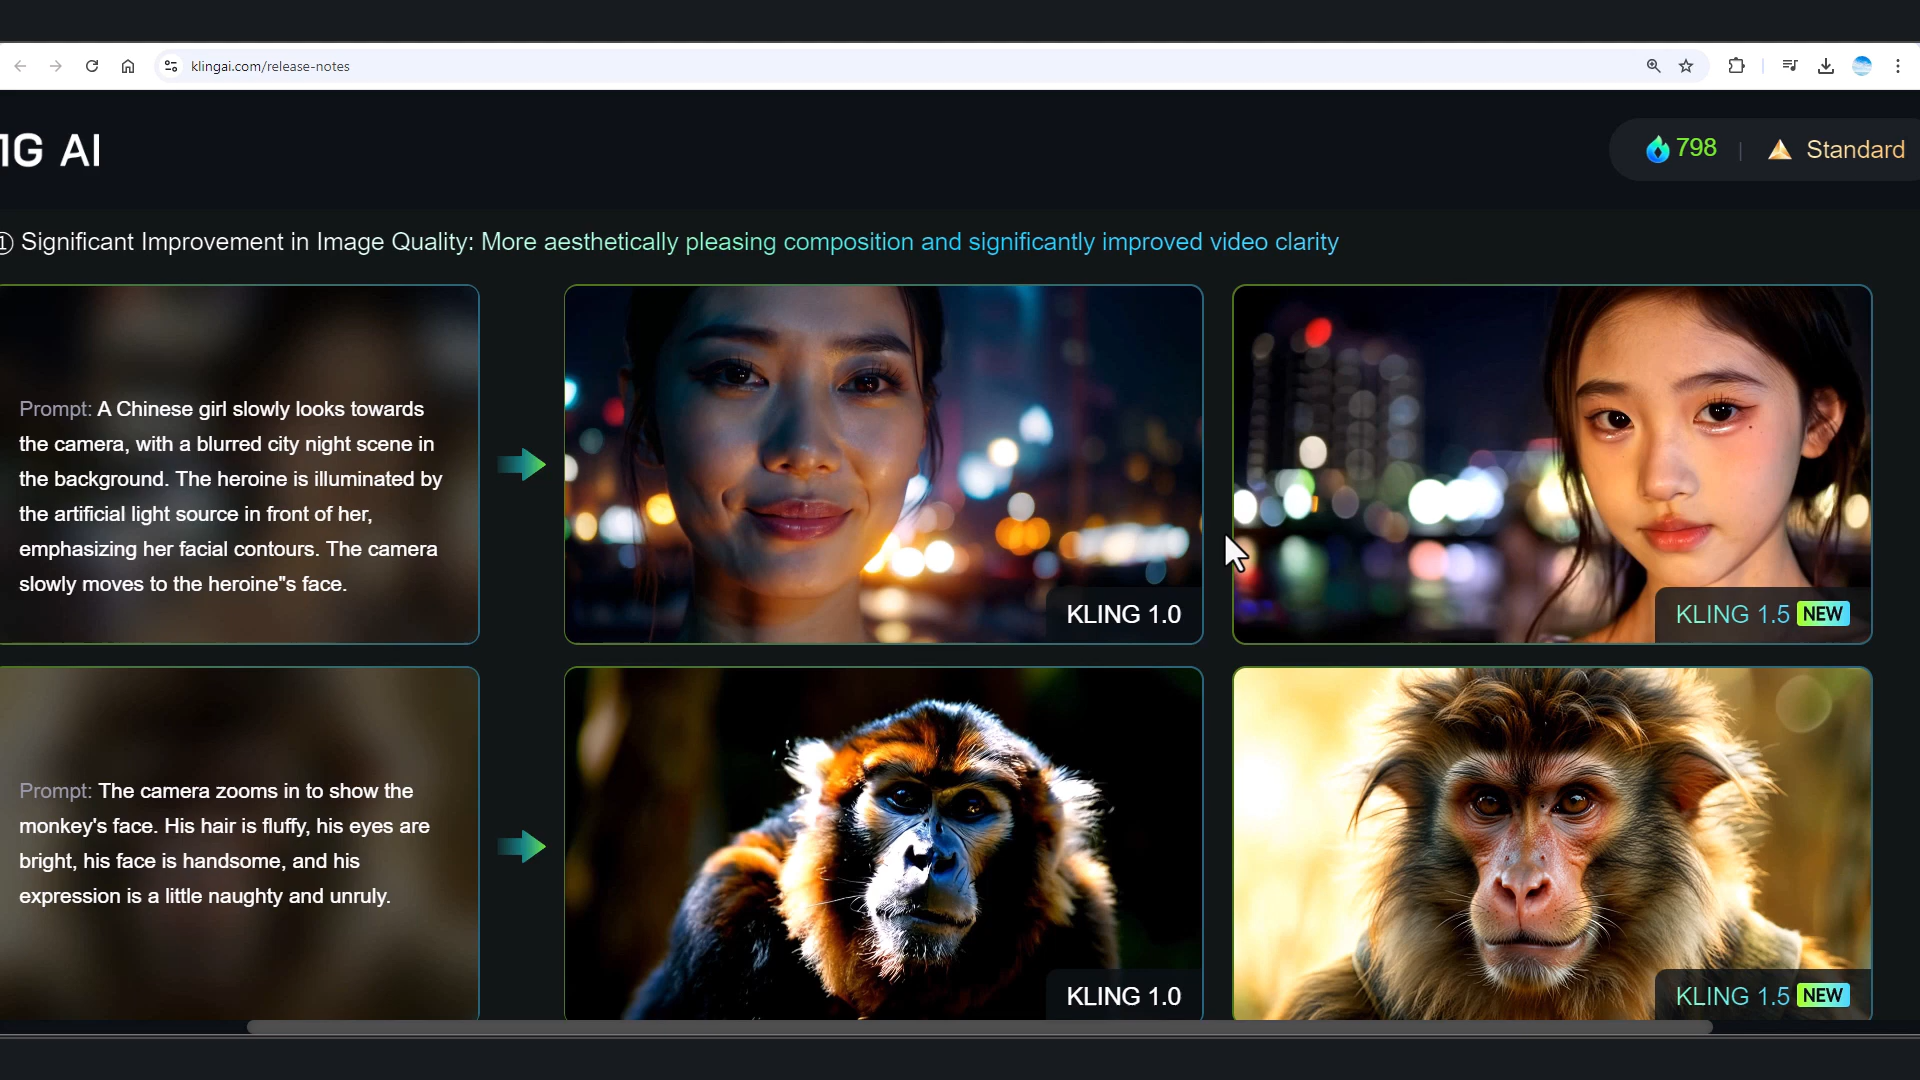 klingai.com/release-notes
NG AI
798 | Standard
① Significant Improvement in Image Quality: More aesthetically pleasing composition and significantly improved video clarity
Prompt: A Chinese girl slowly looks towards
the camera, with a blurred city night scene in
the background. The heroine is illuminated by
the artificial light source in front of her,
emphasizing her facial contours. The camera
slowly moves to the heroine"s face.
KLING 1.0
KLING 1.5 NEW
Prompt: The camera zooms in to show the
monkey's face. His hair is fluffy, his eyes are
bright, his face is handsome, and his
expression is a little naughty and unruly.
KLING 1.0
KLING 1.5 NEW